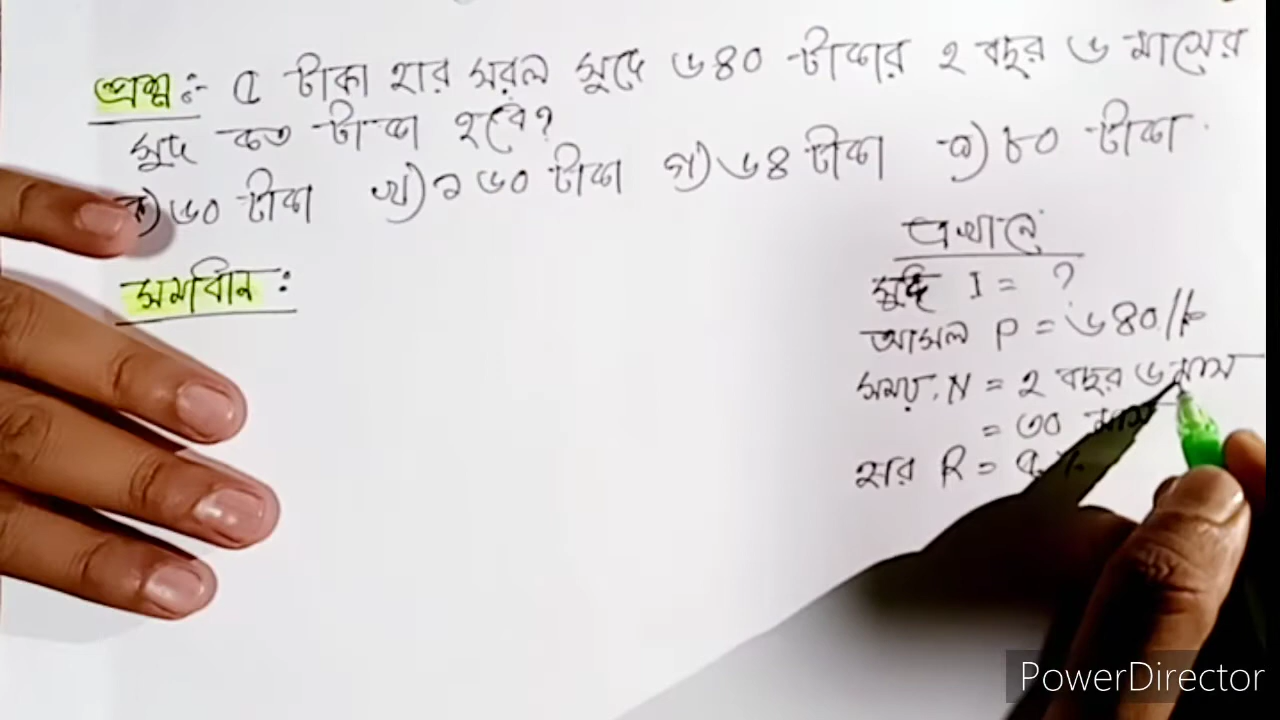 প্রশ্ন:- ৫ টাকা হার সরল সুদে ৬৪০ টাকার ২ বছর ৬ মাসের
সুদ কত টাকা হবে?
ক) ৬০ টাকা খ) ১৬০ টাকা গ) ৬৪ টাকা ঘ) ৮০ টাকা
সমাধান:
এখানে
I = ?
আসল P = ৬৪০/-
সময়, N = ২ বছর ৬ মাস
= ৩০ মাস
হার R =
PowerDirector